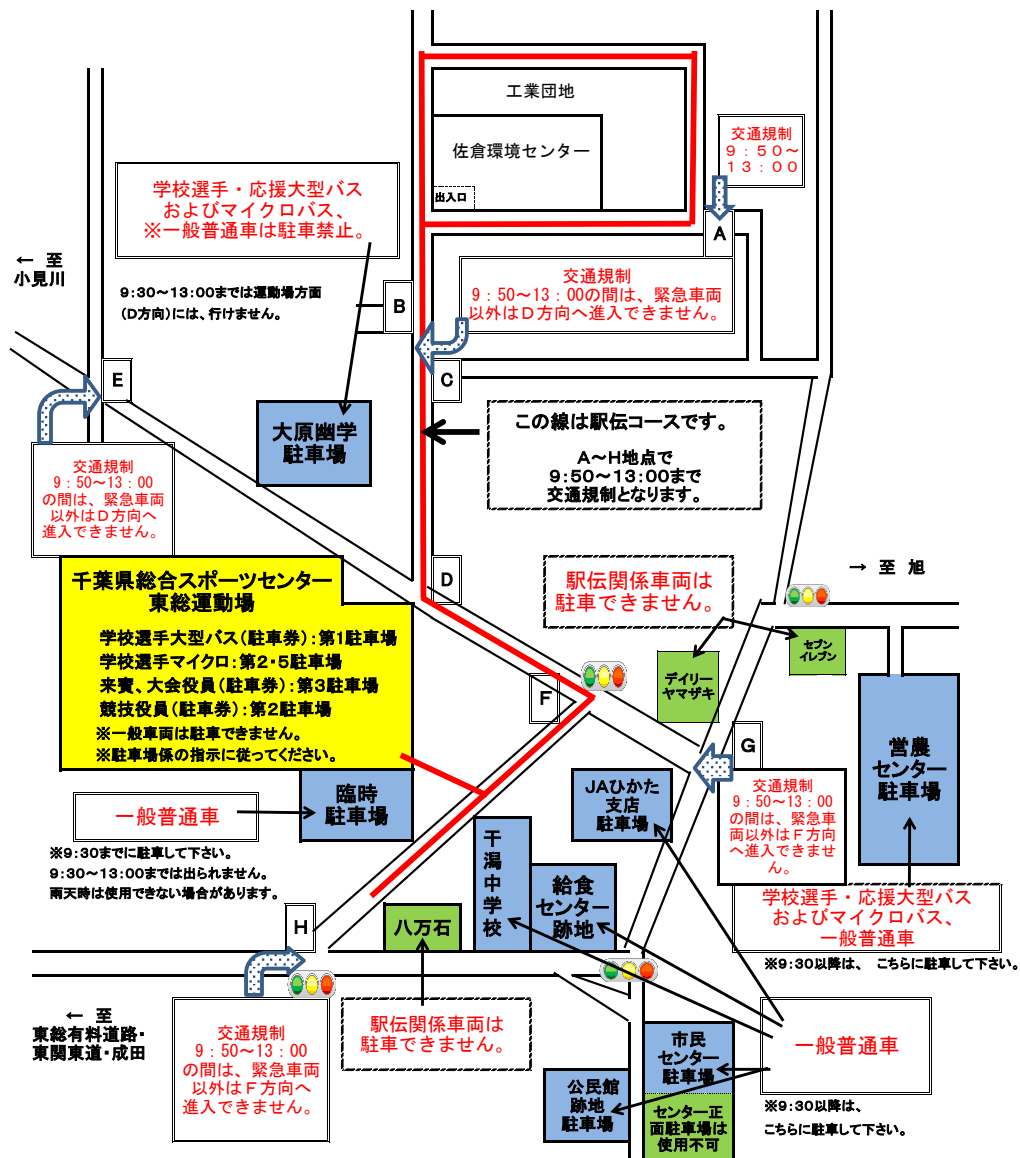 工業団地
佐倉環境センター
出入口
交通規制
９：５０～
１３：００
A
学校選手・応援大型バス
およびマイクロバス、
※一般普通車は駐車禁止。
← 至
小見川
9：30～13：00までは運動場方面
（D方向）には、行けません。
B
交通規制
９：50～13：00の間は、緊急車両
以外はＤ方向へ進入できません。
C
E
大原幽学
駐車場
この線は駅伝コースです。
A～H地点で
9：50～13：00まで
交通規制となります。
交通規制
９：50～13：00
の間は、緊急車両
以外はＤ方向へ
進入できません。
D
駅伝関係車両は
駐車できません。
→ 至 旭
千葉県総合スポーツセンター
東総運動場
学校選手大型バス（駐車券）：第1駐車場
学校選手マイクロ：第2・5駐車場
来賓、大会役員（駐車券）：第3駐車場
競技役員（駐車券）：第2駐車場
※一般車両は駐車できません。
※駐車場係の指示に従ってください。
セブン
イレブン
デイリー
ヤマザキ
F
G
営農
センター
駐車場
臨時
駐車場
一般普通車
※9：30までに駐車して下さい。
9：30～13：00までは出られません。
雨天時は使用できない場合があります。
JAひかた
支店
駐車場
交通規制
９：50～13：00
の間は、緊急車
両以外はＦ方向
へ進入できませ
ん。
干潟中学校
給食
センター
跡地
学校選手・応援大型バス
およびマイクロバス、
一般普通車
※9：30以降は、 こちらに駐車して下さい。
H
八万石
← 至
東総有料道路・
東関東道・成田
交通規制
９：50～13：00
の間は、緊急車両
以外はＦ方向へ
進入できません。
駅伝関係車両は
駐車できません。
市民
センター
駐車場
センター正
面駐車場は
使用不可
公民館
跡地
駐車場
一般普通車
※9：30以降は、
こちらに駐車して下さい。